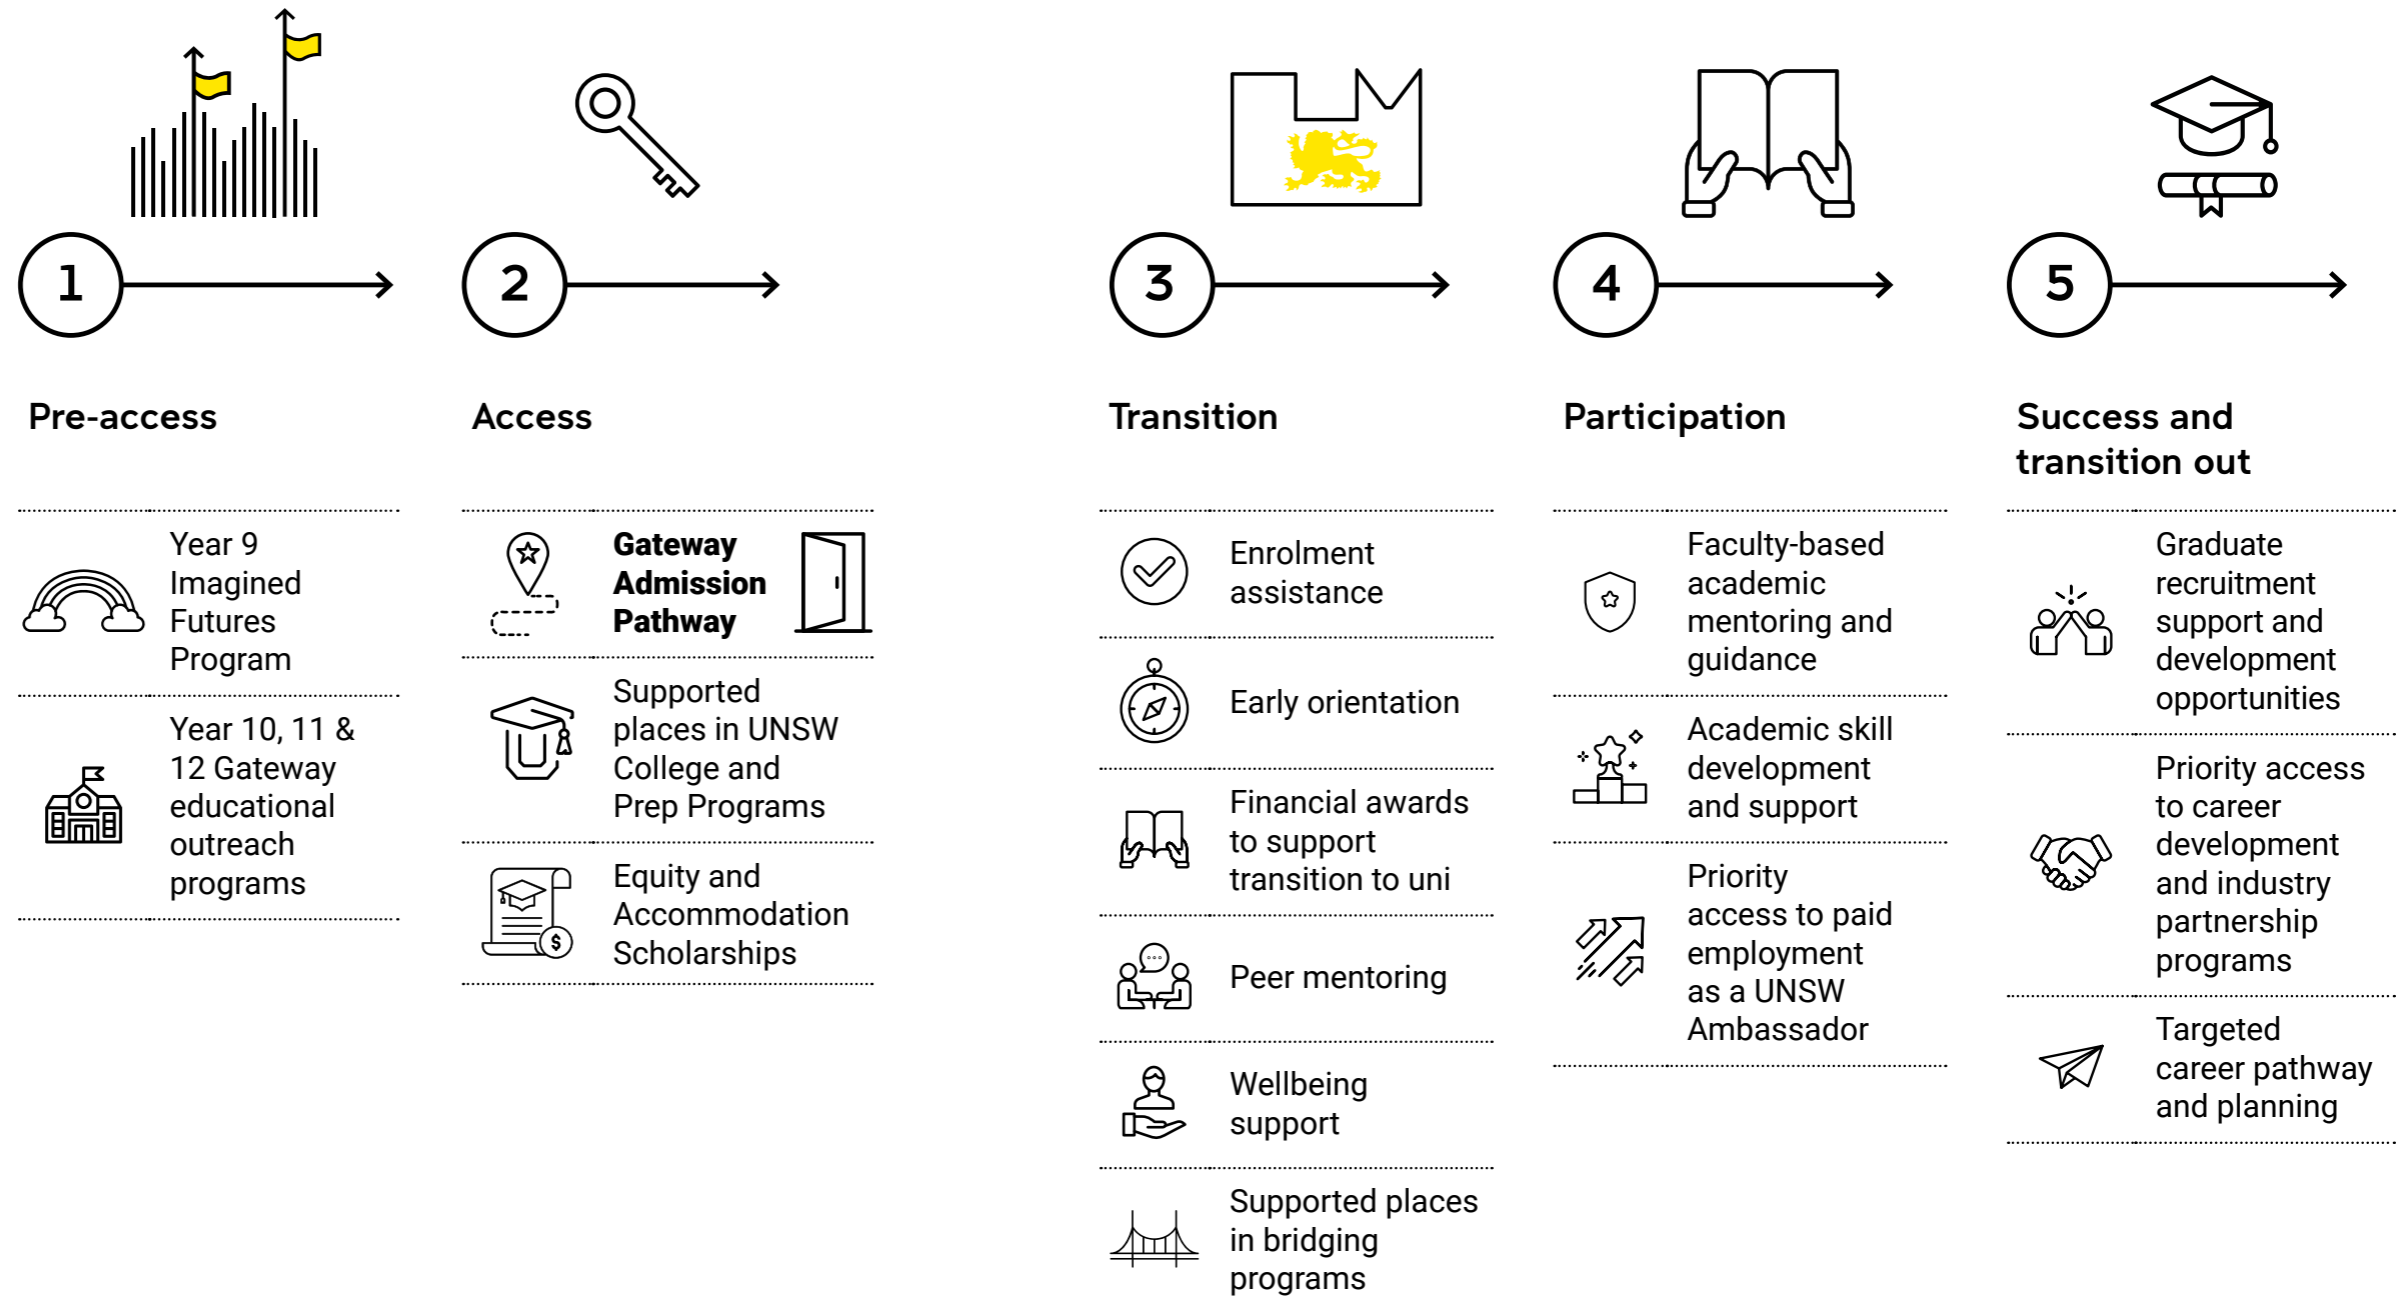 1
Pre-access
Year 9
Imagined
Futures
Program
Year 10, 11 &
12 Gateway
educational
outreach
programs
2
Access
Gateway
Admission
Pathway
Supported
places in UNSW
College and
Prep Programs
$
Equity and
Accommodation
Scholarships
3
Transition
Enrolment
assistance
Early orientation
Financial awards
to support
transition to uni
Peer mentoring
Wellbeing
support
Supported places
in bridging
programs
4
Participation
Faculty-based
academic
mentoring and
guidance
Academic skill
development
and support
Priority
access to paid
employment
as a UNSW
Ambassador
5
Success and
transition out
Graduate
recruitment
support and
development
opportunities
Priority access
to career
development
and industry
partnership
programs
Targeted
career pathway
and planning